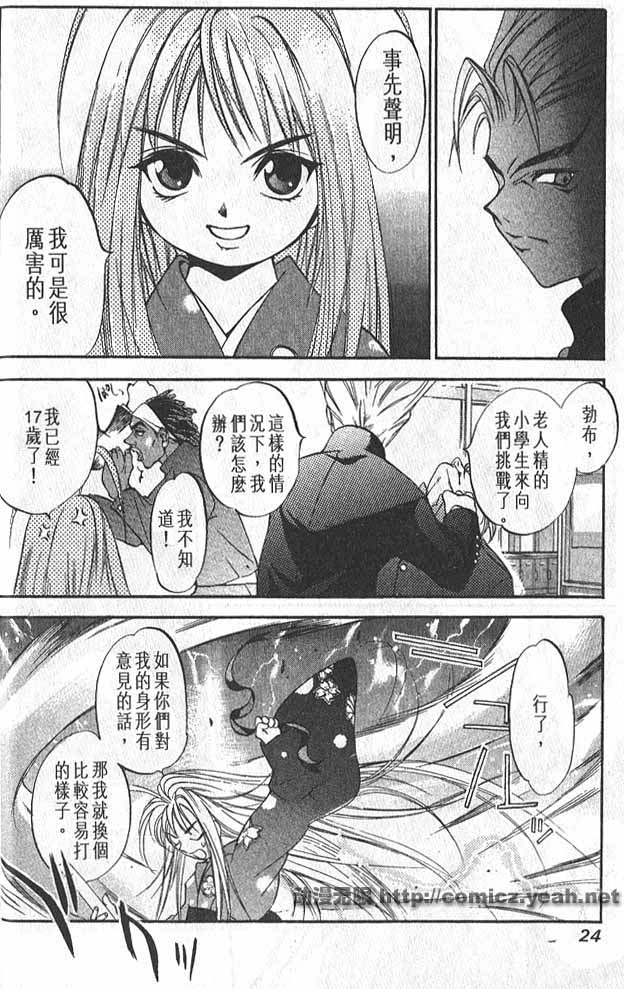 事先聲明，
我可是很
厲害的。
勃布，
老人精的
小學生來向
我們挑戰了。
這樣的情
況下，我
們該怎麼
辦？
我不知
道！
我已經
17歲了！
行了，
如果你們對
我的身形有
意見的話，
那我就換個
比較容易打
的樣子。
动漫无限 http://comicz.yeah.net
24